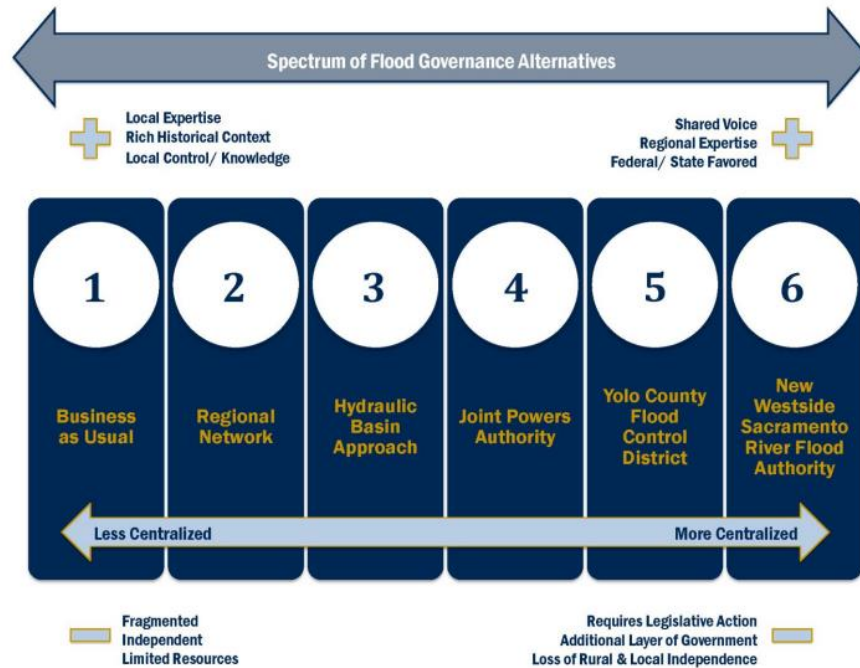 Spectrum of Flood Governance Alternatives
Local Expertise
Rich Historical Context
Local Control/ Knowledge
Shared Voice
Regional Expertise
Federal/ State Favored
1
Business
as Usual
2
Regional
Network
3
Hydraulic
Basin
Approach
4
Joint Powers
Authority
5
Yolo County
Flood
Control
District
6
New
Westside
Sacramento
River Flood
Authority
Less Centralized
More Centralized
Fragmented
Independent
Limited Resources
Requires Legislative Action
Additional Layer of Government
Loss of Rural & Local Independence